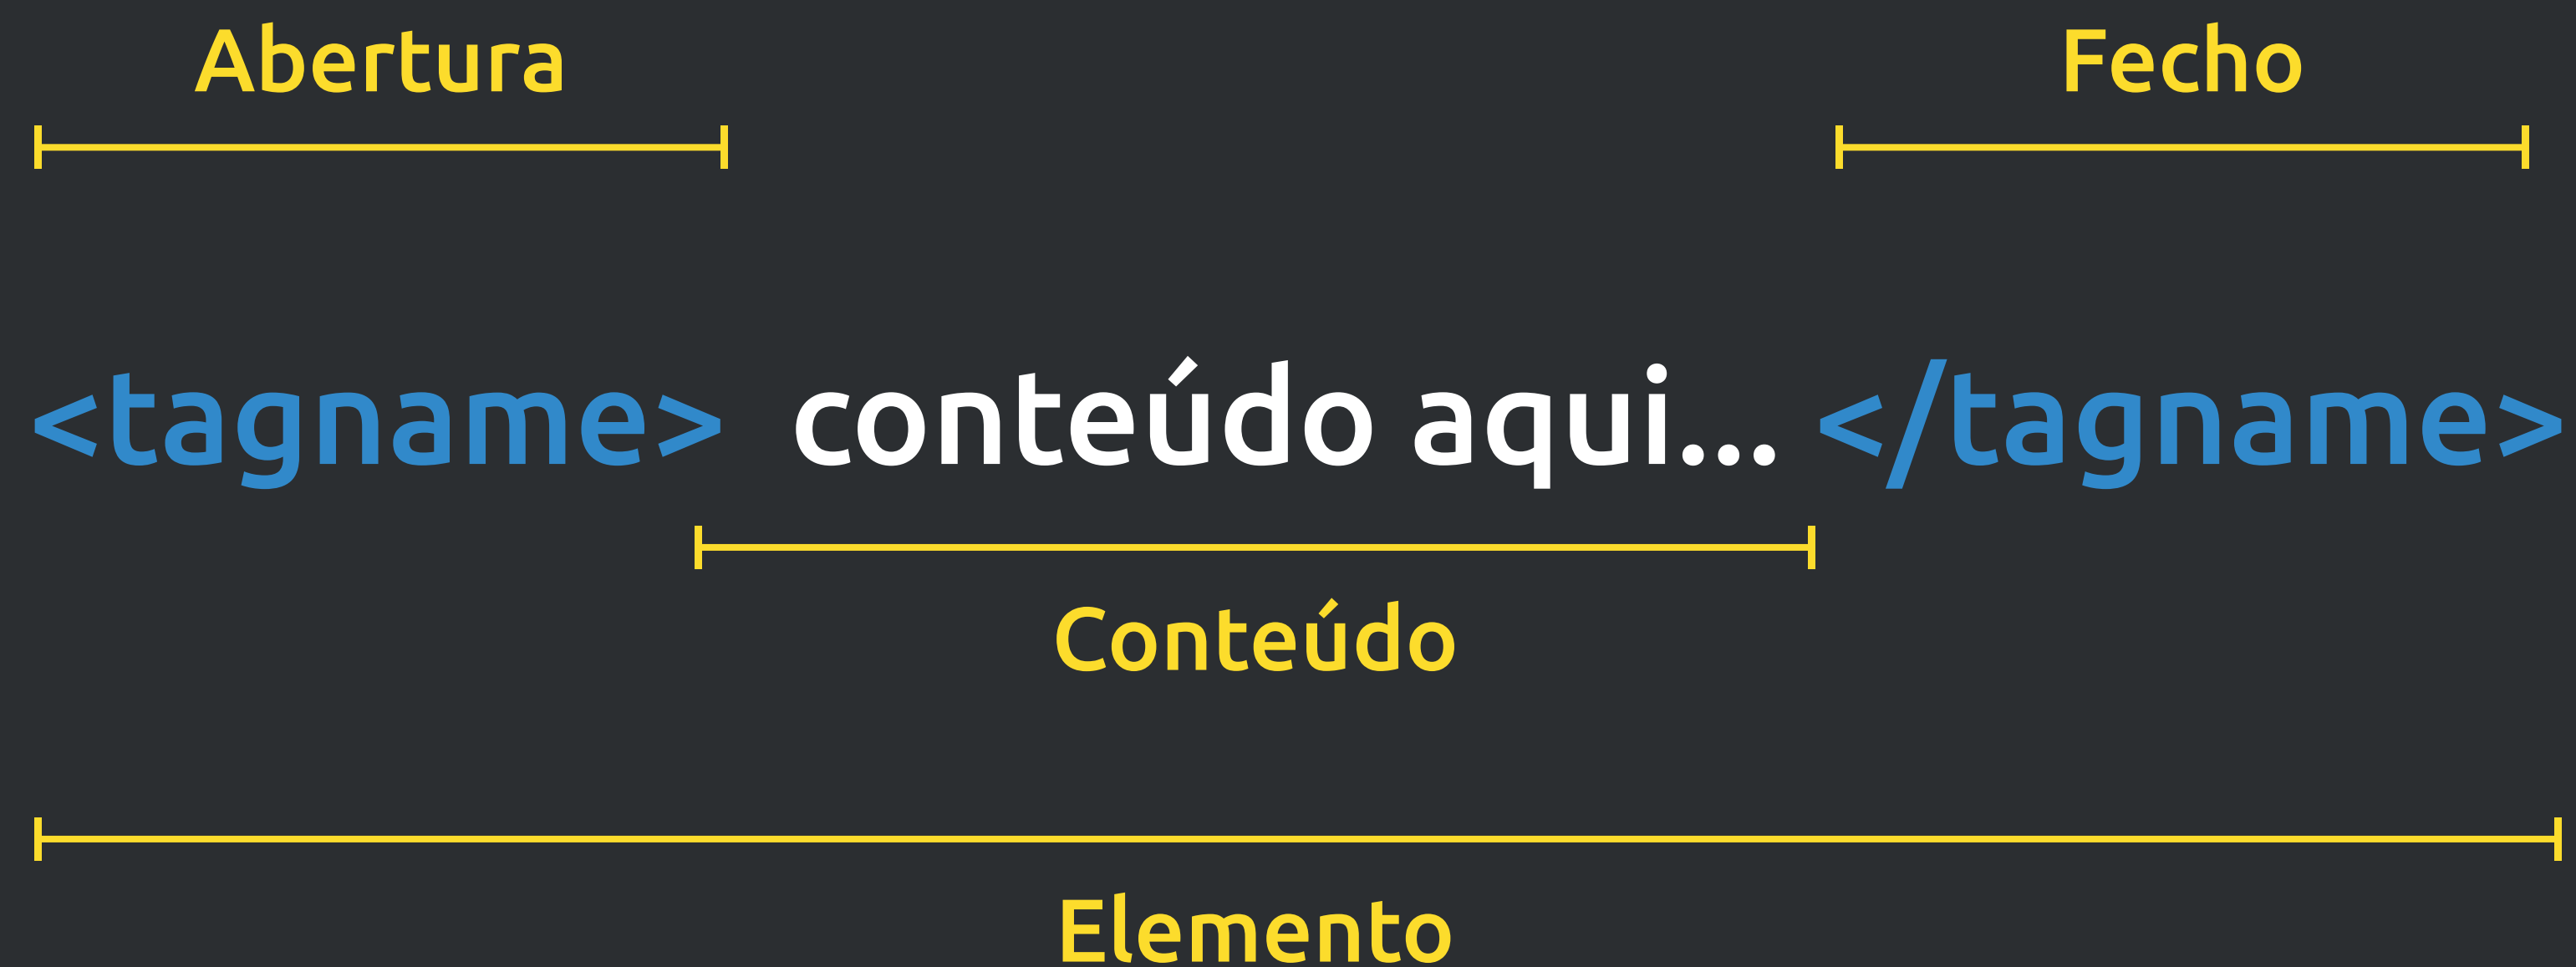 Abertura
Fecho
<tagname> conteúdo aqui... </tagname>
Conteúdo
Elemento